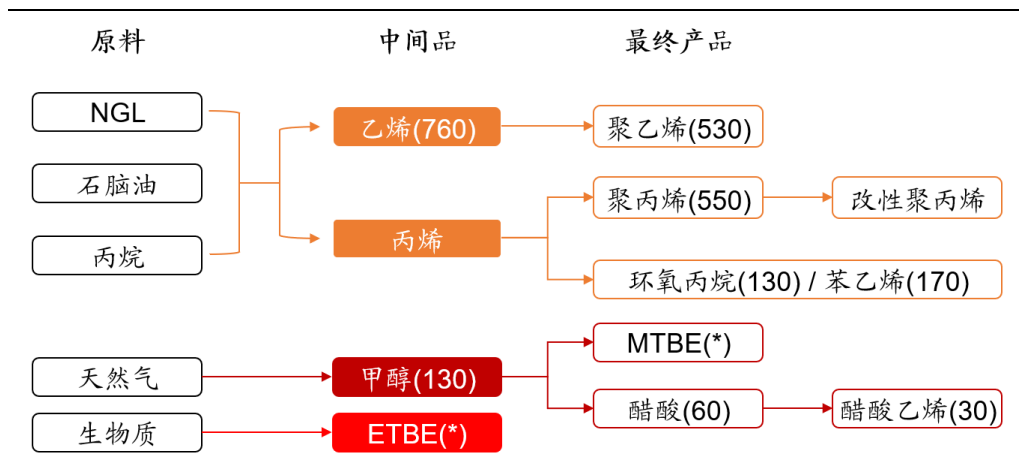 原料 中间品 最终产品
NGL 乙烯(760) 聚乙烯(530)
石脑油 聚丙烯(550) 改性聚丙烯
丙烷 丙烯
环氧丙烷(130) / 苯乙烯(170)
MTBE(*)
天然气 甲醇(130)
醋酸(60) 醋酸乙烯(30)
生物质 ETBE(*)